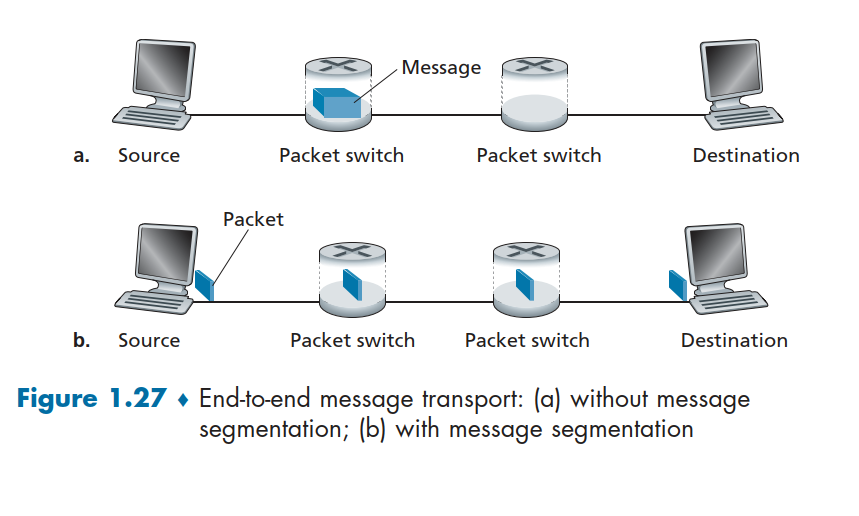 Message
a. Source Packet switch Packet switch Destination
Packet
b. Source Packet switch Packet switch Destination
Figure 1.27 ♦ End-to-end message transport: (a) without message
segmentation; (b) with message segmentation